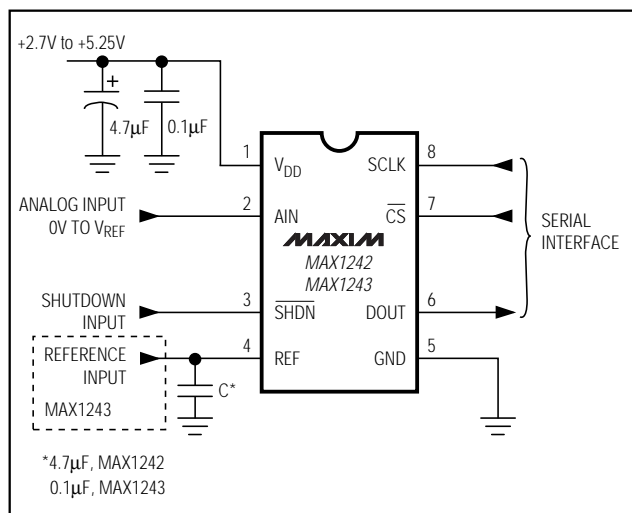 +2.7V to +5.25V
+
4.7µF
0.1µF
1
VDD
SCLK
8
ANALOG INPUT
0V TO VREF
2
AIN
CS
7
SERIAL
INTERFACE
MAXIM
MAX1242
MAX1243
SHUTDOWN
INPUT
3
SHDN
DOUT
6
REFERENCE
INPUT
4
REF
GND
5
C*
MAX1243
*4.7µF, MAX1242
0.1µF, MAX1243